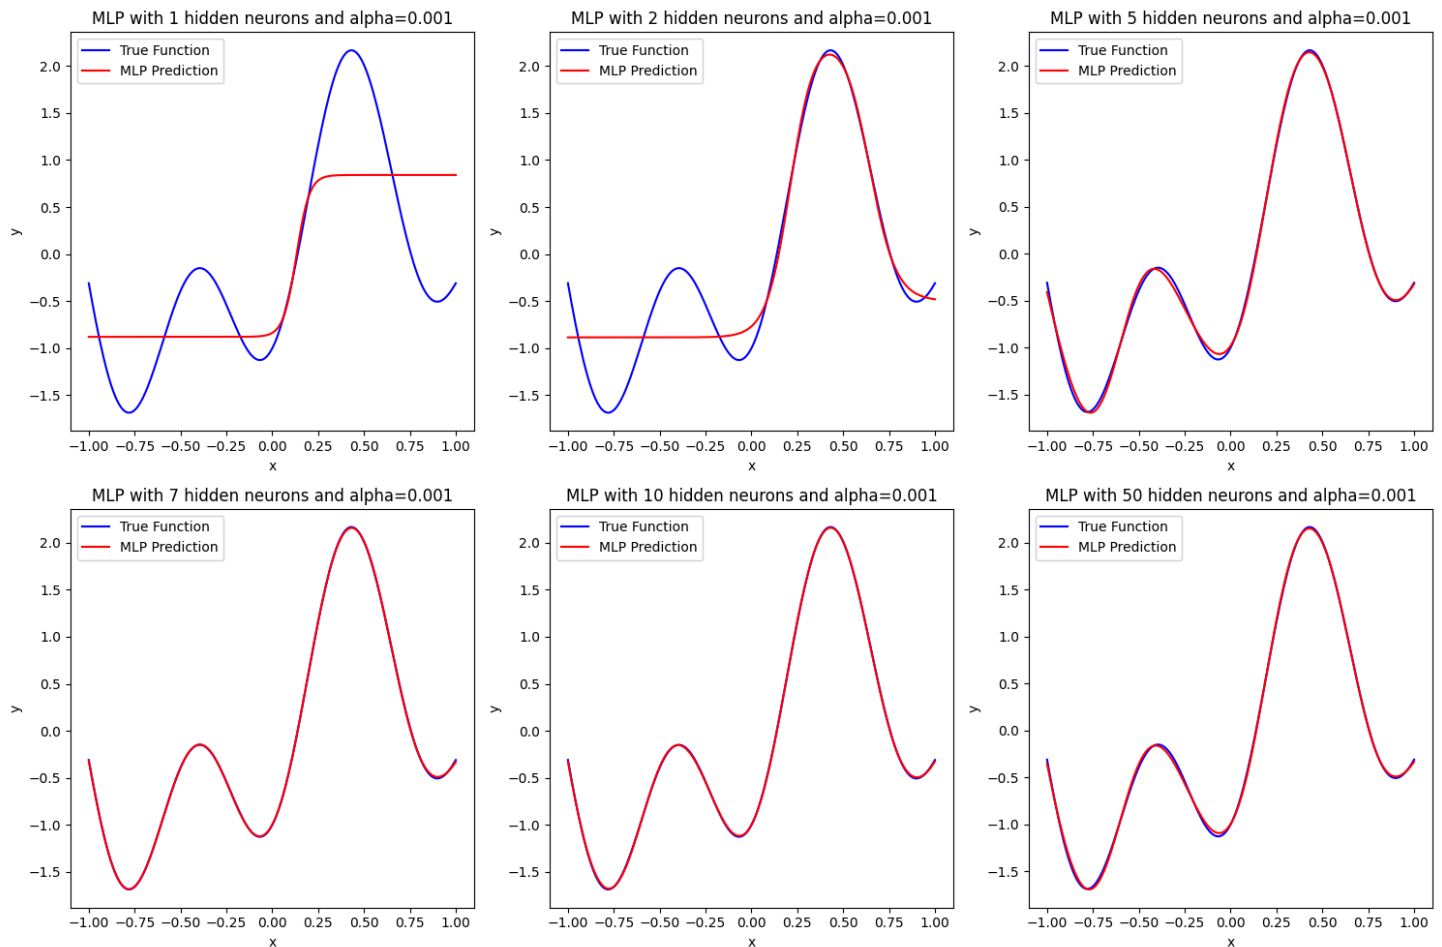 MLP with 1 hidden neurons and alpha=0.001
True Function
MLP Prediction
2.0
1.5
1.0
0.5
0.0
−0.5
−1.0
−1.5
y
−1.00 −0.75 −0.50 −0.25 0.00 0.25 0.50 0.75 1.00
x
MLP with 2 hidden neurons and alpha=0.001
True Function
MLP Prediction
2.0
1.5
1.0
0.5
0.0
−0.5
−1.0
−1.5
y
−1.00 −0.75 −0.50 −0.25 0.00 0.25 0.50 0.75 1.00
x
MLP with 5 hidden neurons and alpha=0.001
True Function
MLP Prediction
2.0
1.5
1.0
0.5
0.0
−0.5
−1.0
−1.5
y
−1.00 −0.75 −0.50 −0.25 0.00 0.25 0.50 0.75 1.00
x
MLP with 7 hidden neurons and alpha=0.001
True Function
MLP Prediction
2.0
1.5
1.0
0.5
0.0
−0.5
−1.0
−1.5
y
−1.00 −0.75 −0.50 −0.25 0.00 0.25 0.50 0.75 1.00
x
MLP with 10 hidden neurons and alpha=0.001
True Function
MLP Prediction
2.0
1.5
1.0
0.5
0.0
−0.5
−1.0
−1.5
y
−1.00 −0.75 −0.50 −0.25 0.00 0.25 0.50 0.75 1.00
x
MLP with 50 hidden neurons and alpha=0.001
True Function
MLP Prediction
2.0
1.5
1.0
0.5
0.0
−0.5
−1.0
−1.5
y
−1.00 −0.75 −0.50 −0.25 0.00 0.25 0.50 0.75 1.00
x